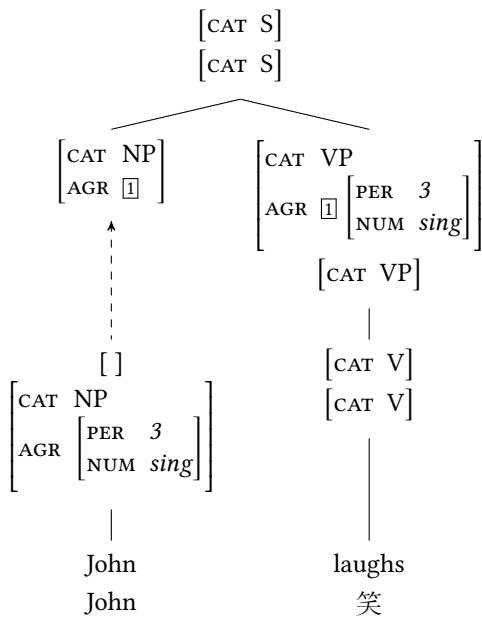 [CAT S]
[CAT S]
[CAT NP
AGR 1]
[CAT VP
AGR 1 [PER 3
NUM sing]]
[CAT VP]
[ ]
[CAT NP
AGR [PER 3
NUM sing]]
[CAT V]
[CAT V]
John
John
laughs
笑